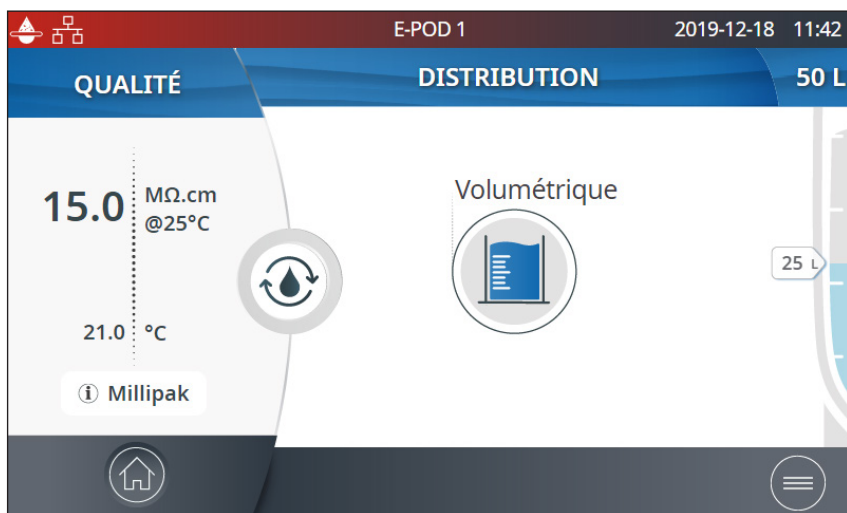 E-POD 1
2019-12-18 11:42
QUALITÉ
DISTRIBUTION
50 L
15.0 MΩ.cm
@25°C
21.0 °C
i Millipak
Volumétrique
25 L